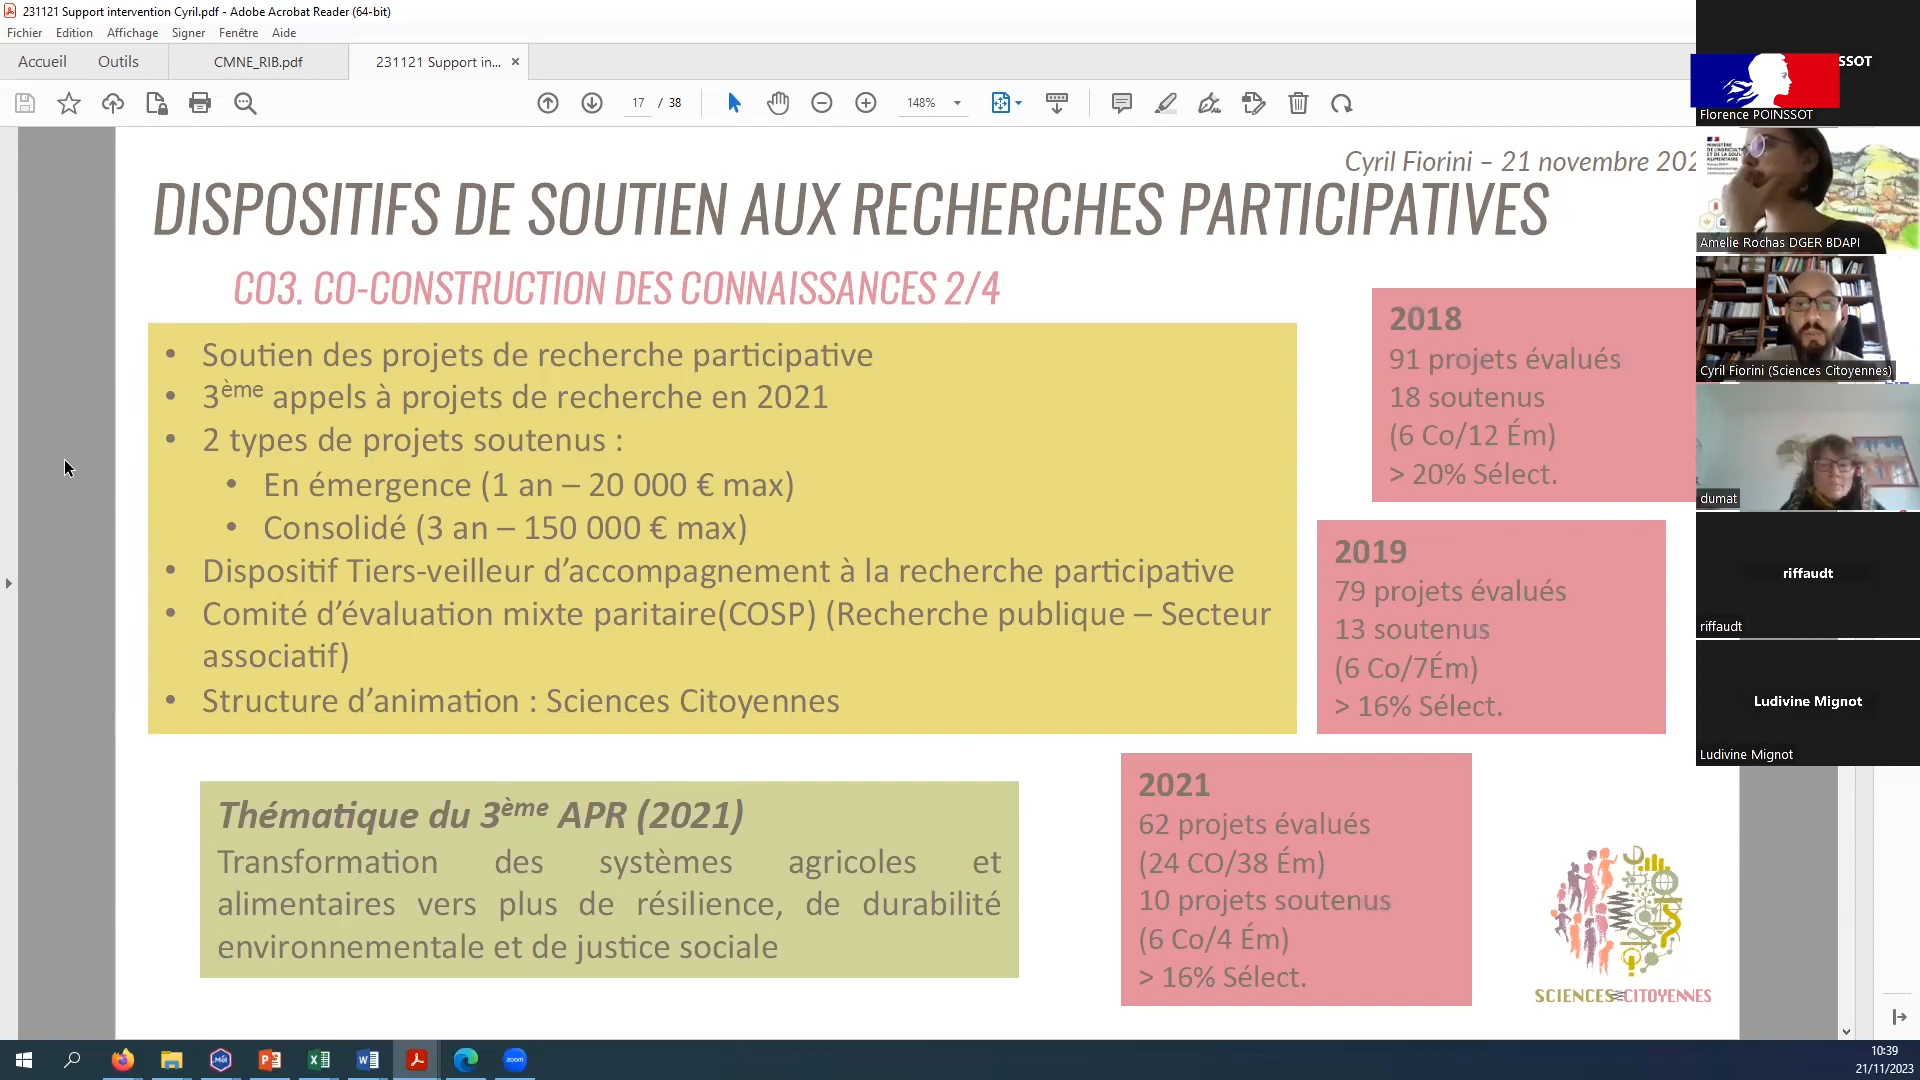 231121 Support intervention Cyril.pdf - Adobe Acrobat Reader (64-bit)
Fichier Edition Affichage Signer Fenêtre Aide
Accueil Outils CMNE_RIB.pdf 231121 Support in... ×
17 / 38 148%
Cyril Fiorini – 21 novembre 202
DISPOSITIFS DE SOUTIEN AUX RECHERCHES PARTICIPATIVES
CO3. CO-CONSTRUCTION DES CONNAISSANCES 2/4
• Soutien des projets de recherche participative
• 3ème appels à projets de recherche en 2021
• 2 types de projets soutenus :
• En émergence (1 an – 20 000 € max)
• Consolidé (3 an – 150 000 € max)
• Dispositif Tiers-veilleur d’accompagnement à la recherche participative
• Comité d’évaluation mixte paritaire(COSP) (Recherche publique – Secteur
associatif)
• Structure d’animation : Sciences Citoyennes
Thématique du 3ème APR (2021)
Transformation des systèmes agricoles et
alimentaires vers plus de résilience, de durabilité
environnementale et de justice sociale
2018
91 projets évalués
18 soutenus
(6 Co/12 Ém)
> 20% Sélect.
2019
79 projets évalués
13 soutenus
(6 Co/7Ém)
> 16% Sélect.
2021
62 projets évalués
(24 CO/38 Ém)
10 projets soutenus
(6 Co/4 Ém)
> 16% Sélect.
SCIENCES CITOYENNES
SSOT
Florence POINSSOT
Amelie Rochas DGER BDAPI
Cyril Fiorini (Sciences Citoyennes)
dumat
riffaudt
riffaudt
Ludivine Mignot
Ludivine Mignot
zoom
10:39
21/11/2023